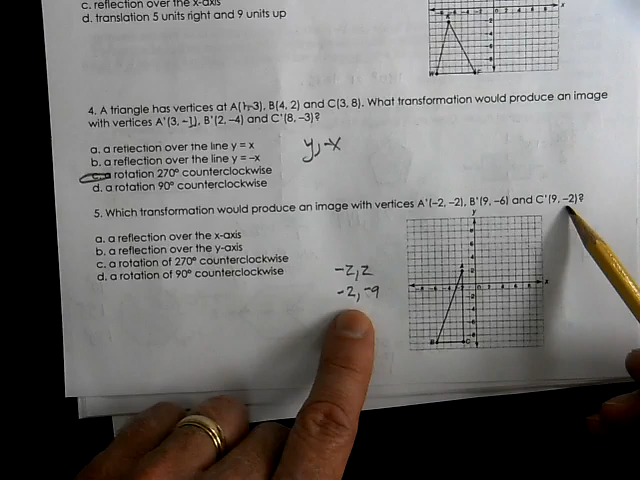 c. reflection over the x-axis
d. translation 5 units right and 9 units up
4. A triangle has vertices at A(1,-3), B(4, 2) and C(3, 8). What transformation would produce an image
with vertices A'(3, -1), B'(2, -4) and C'(8, -3)?
a. a reflection over the line y = x
b. a reflection over the line y = -x
rotation 270° counterclockwise
d. a rotation 90° counterclockwise
y, -x
5. Which transformation would produce an image with vertices A'(-2, -2), B'(9, -6) and C'(9, -2)?
a. a reflection over the x-axis
b. a reflection over the y-axis
c. a rotation of 270° counterclockwise
d. a rotation of 90° counterclockwise
-2, 2
-2, -9
y
x
A
B
C